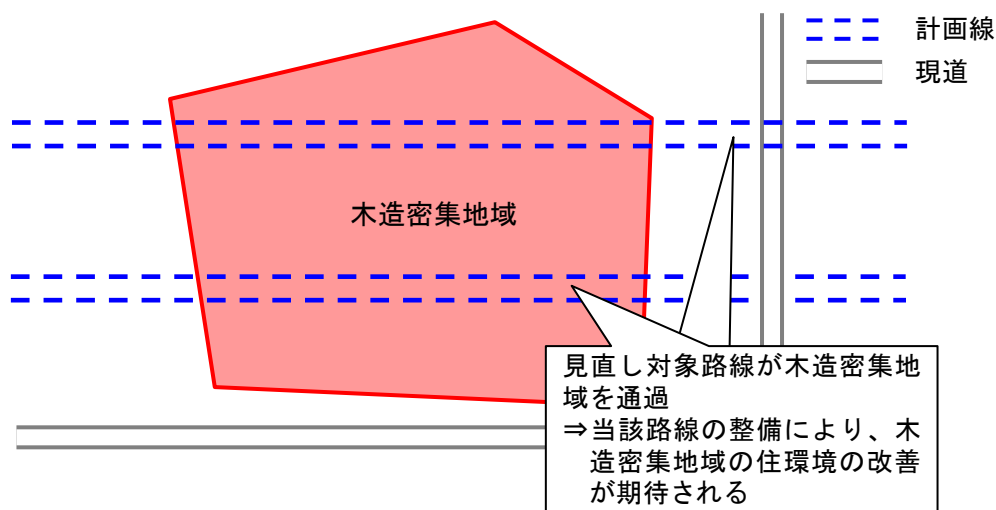 計画線
現道
木造密集地域
見直し対象路線が木造密集地
域を通過
⇒当該路線の整備により、木
造密集地域の住環境の改善
が期待される